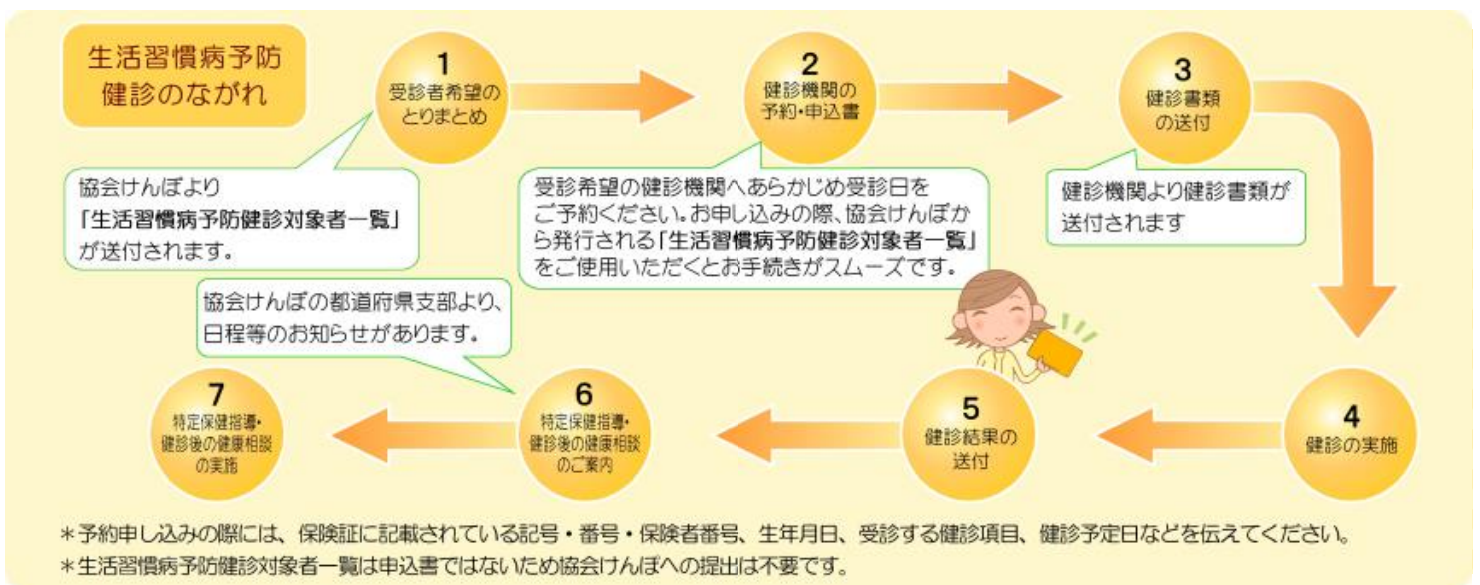 生活習慣病予防
健診のながれ
1
受診者希望の
とりまとめ
2
健診機関の
予約・申込書
3
健診書類
の送付
協会けんぽより
「生活習慣病予防健診対象者一覧」
が送付されます。
受診希望の健診機関へあらかじめ受診日を
ご予約ください。お申し込みの際、協会けんぽか
ら発行される「生活習慣病予防健診対象者一覧」
をご使用いただくとお手続きがスムーズです。
健診機関より健診書類が
送付されます
協会けんぽの都道府県支部より、
日程等のお知らせがあります。
4
健診の実施
5
健診結果の
送付
6
特定保健指導・
健診後の健康相談
のご案内
7
特定保健指導・
健診後の健康相談
の実施
＊予約申し込みの際には、保険証に記載されている記号・番号・保険者番号、生年月日、受診する健診項目、健診予定日などを伝えてください。
＊生活習慣病予防健診対象者一覧は申込書ではないため協会けんぽへの提出は不要です。